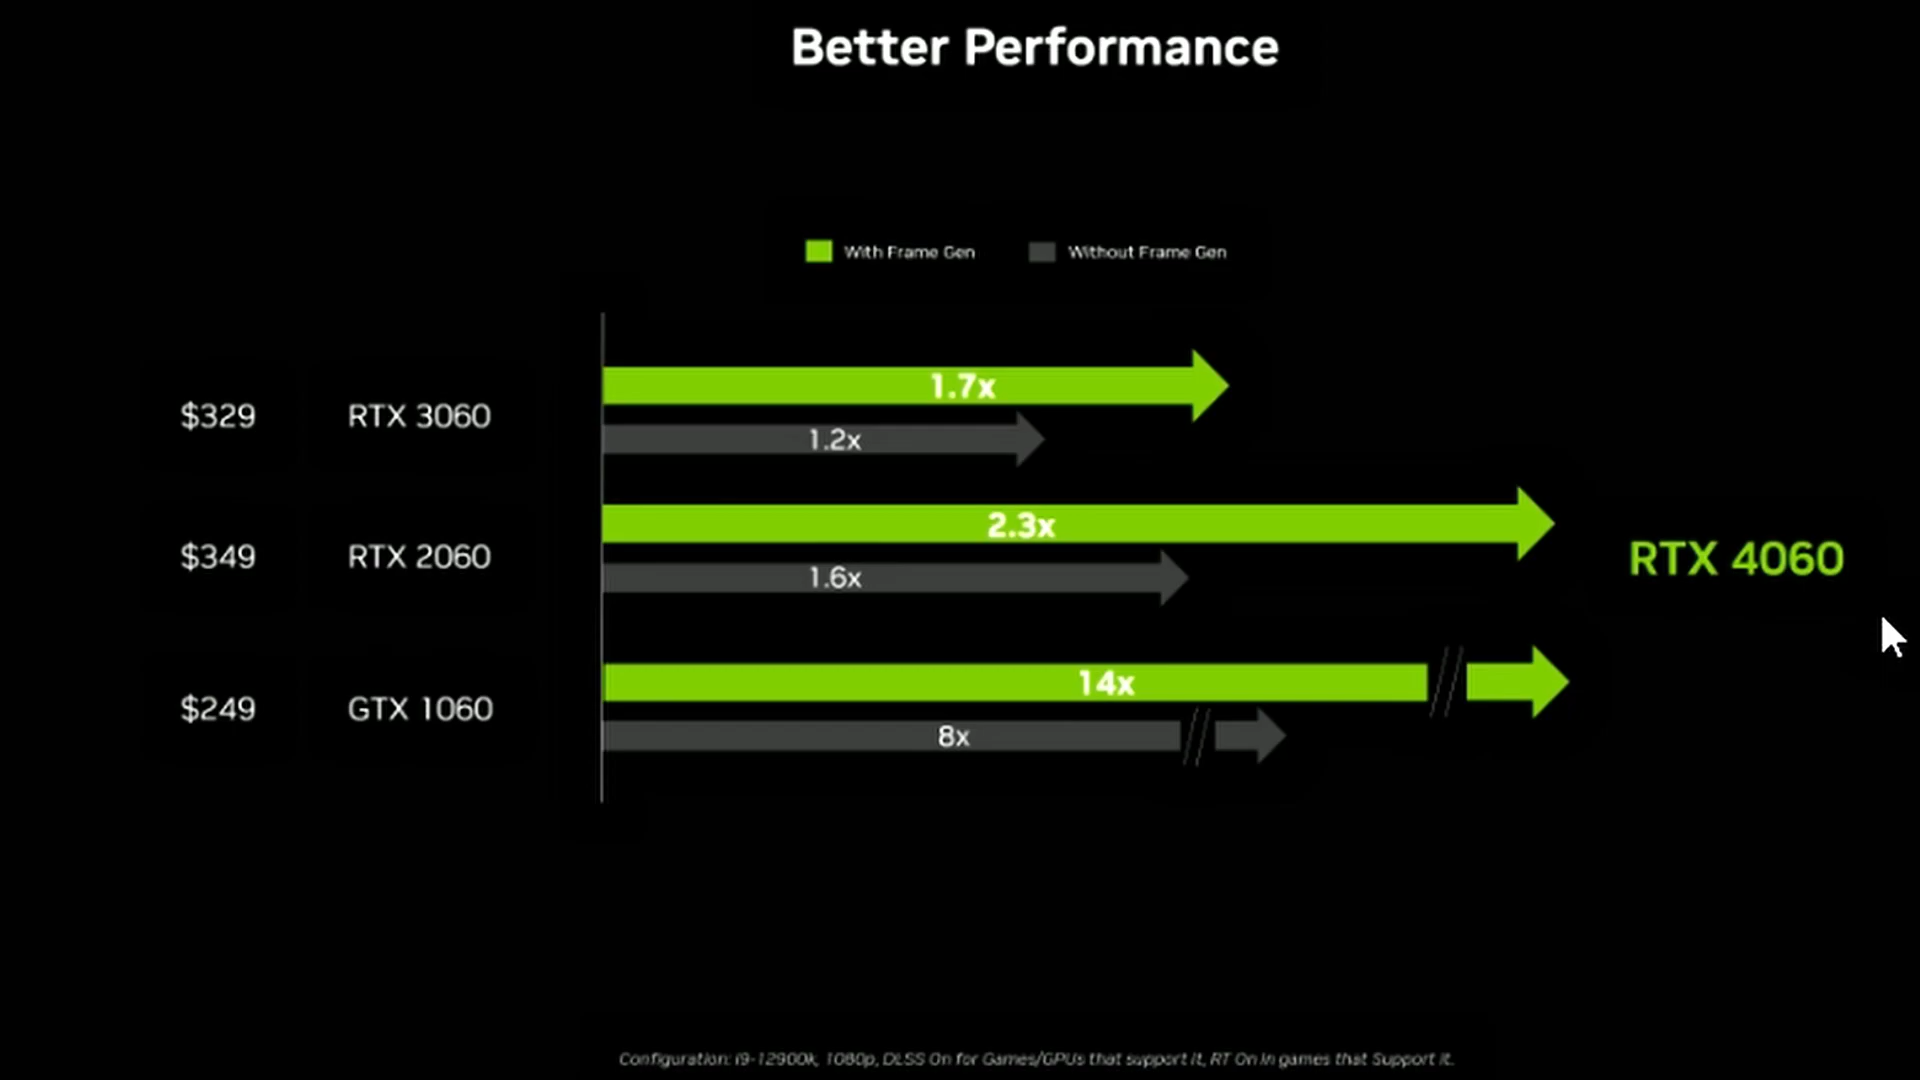 Better Performance
With Frame Gen Without Frame Gen
1.7x
$329 RTX 3060
1.2x
2.3x
$349 RTX 2060
1.6x
RTX 4060
14x
$249 GTX 1060
8x
Configuration: i9-12900k, 1080p, DLSS On for Games/GPUs that support it, RT On in games that Support it.